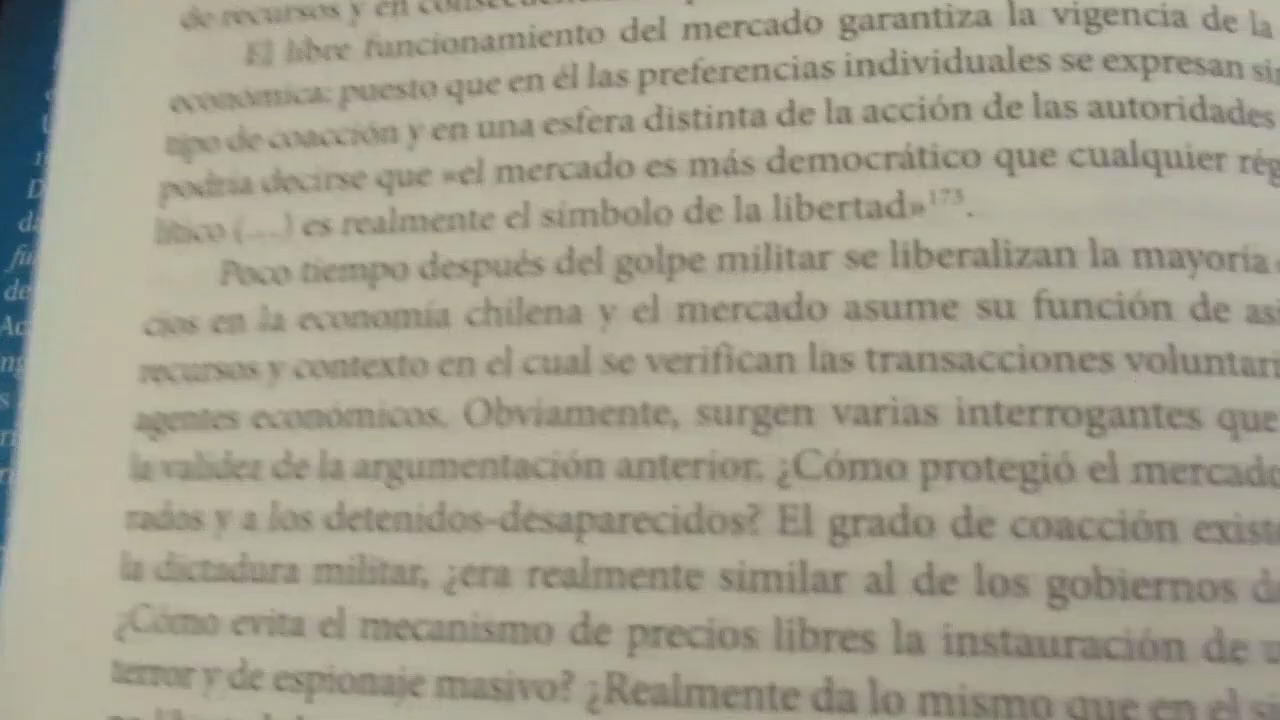 de recursos y en
El libre funcionamiento del mercado garantiza la vigencia de la
económica; puesto que en él las preferencias individuales se expresan
tipo de coacción y en una esfera distinta de la acción de las autoridades
podría decirse que «el mercado es más democrático que cualquier
lítico (...) es realmente el símbolo de la libertad»173.
Poco tiempo después del golpe militar se liberalizan la mayoría
cios en la economía chilena y el mercado asume su función de
recursos y contexto en el cual se verifican las transacciones
agentes económicos. Obviamente, surgen varias interrogantes que
la validez de la argumentación anterior. ¿Cómo protegió el mercado
rados y a los detenidos-desaparecidos? El grado de coacción
la dictadura militar, ¿era realmente similar al de los gobiernos
¿Cómo evita el mecanismo de precios libres la instauración de
terror y de espionaje masivo? ¿Realmente da lo mismo que en el